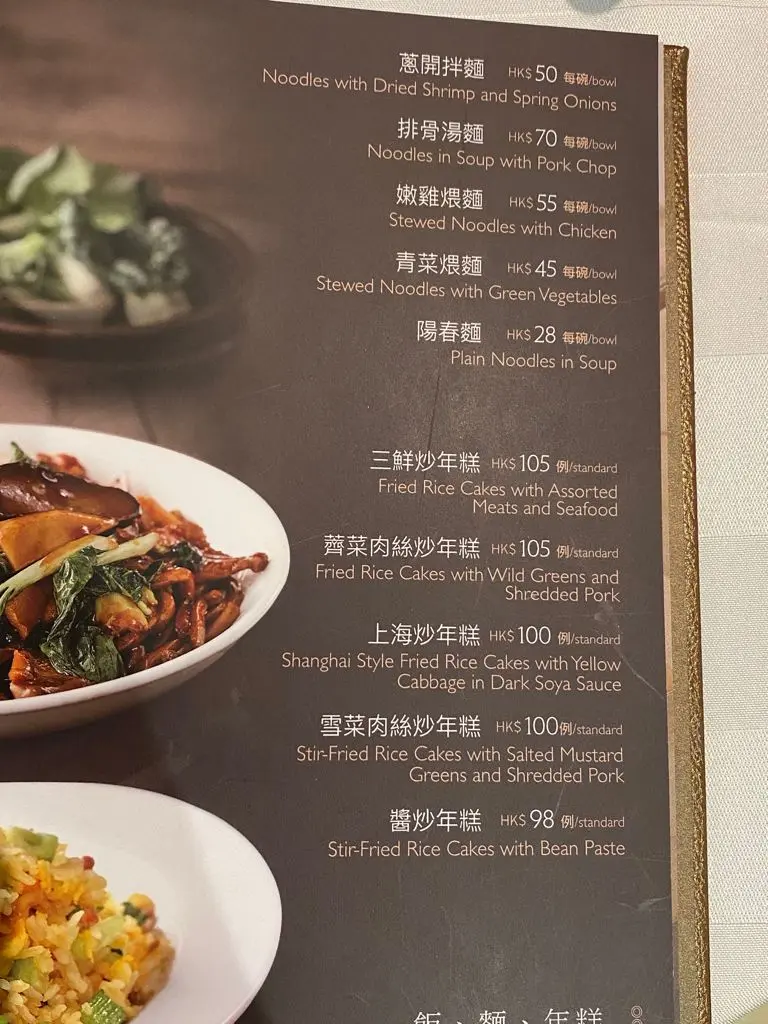 蔥開拌麵 HK$ 50 每碗/bowl
Noodles with Dried Shrimp and Spring Onions
排骨湯麵 HK$ 70 每碗/bowl
Noodles in Soup with Pork Chop
嫩雞煨麵 HK$ 55 每碗/bowl
Stewed Noodles with Chicken
青菜煨麵 HK$ 45 每碗/bowl
Stewed Noodles with Green Vegetables
陽春麵 HK$ 28 每碗/bowl
Plain Noodles in Soup
三鮮炒年糕 HK$ 105 例/standard
Fried Rice Cakes with Assorted
Meats and Seafood
薺菜肉絲炒年糕 HK$ 105 例/standard
Fried Rice Cakes with Wild Greens and
Shredded Pork
上海炒年糕 HK$ 100 例/standard
Shanghai Style Fried Rice Cakes with Yellow
Cabbage in Dark Soya Sauce
雪菜肉絲炒年糕 HK$ 100 例/standard
Stir-Fried Rice Cakes with Salted Mustard
Greens and Shredded Pork
醬炒年糕 HK$ 98 例/standard
Stir-Fried Rice Cakes with Bean Paste
飯、麵、年糕